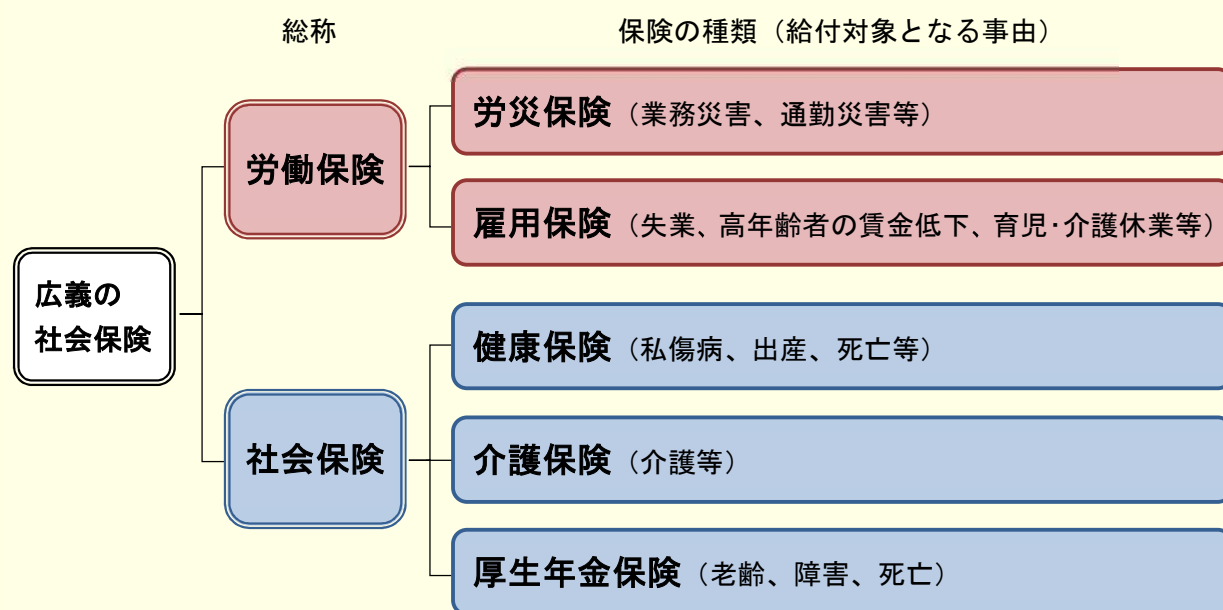 総称
保険の種類（給付対象となる事由）
労働保険
労災保険（業務災害、通勤災害等）
雇用保険（失業、高年齢者の賃金低下、育児・介護休業等）
広義の
社会保険
社会保険
健康保険（私傷病、出産、死亡等）
介護保険（介護等）
厚生年金保険（老齢、障害、死亡）